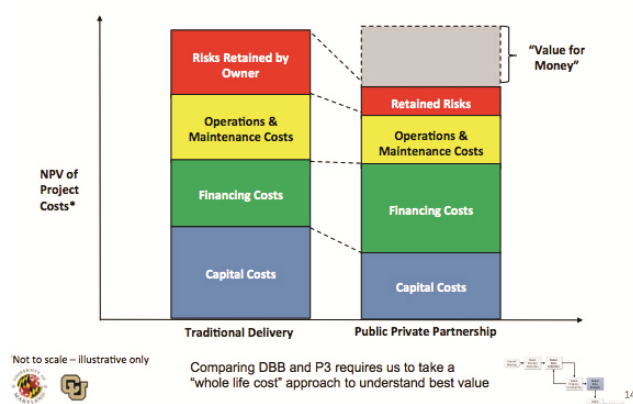 Risks Retained by
Owner
Operations &
Maintenance Costs
Financing Costs
Capital Costs
Retained Risks
Operations &
Maintenance Costs
Financing Costs
Capital Costs
"Value for
Money"
NPV of
Project
Costs*
Traditional Delivery
Public Private Partnership
Not to scale – illustrative only
Comparing DBB and P3 requires us to take a
"whole life cost" approach to understand best value
14